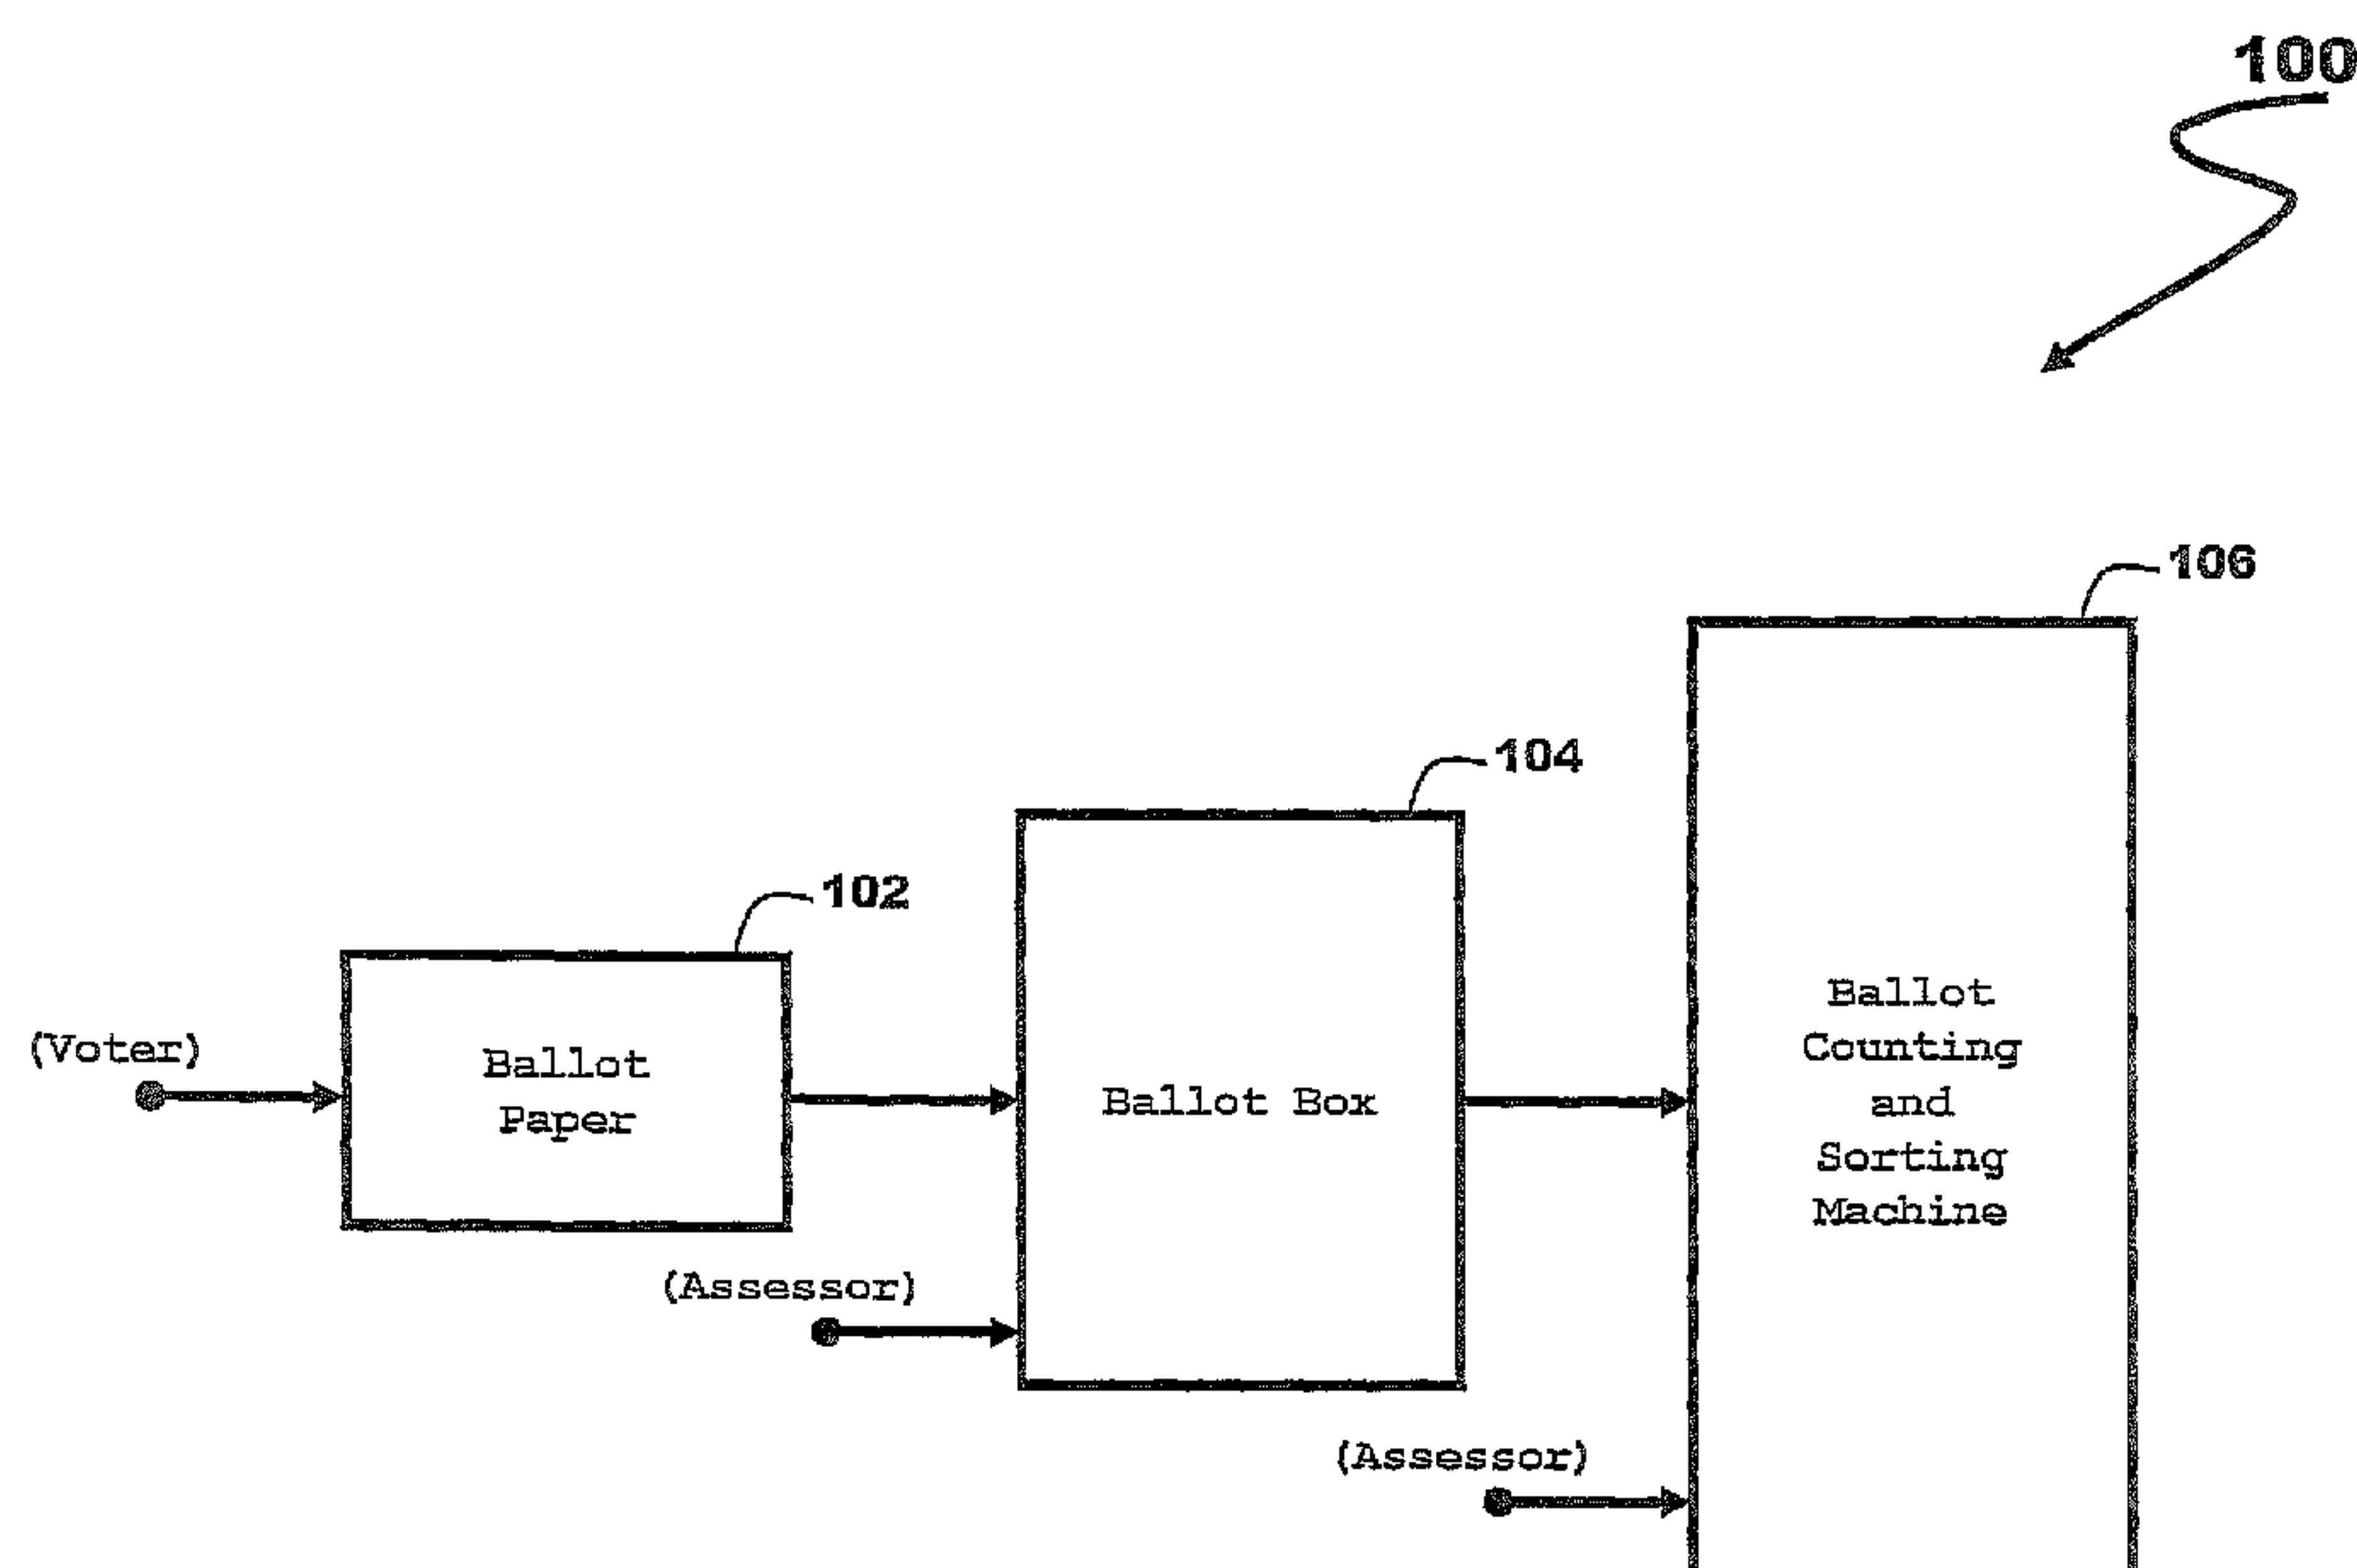 100
106
104
102
(Voter)
Ballot
Paper
Ballot Box
Ballot
Counting
and
Sorting
Machine
(Assessor)
(Assessor)